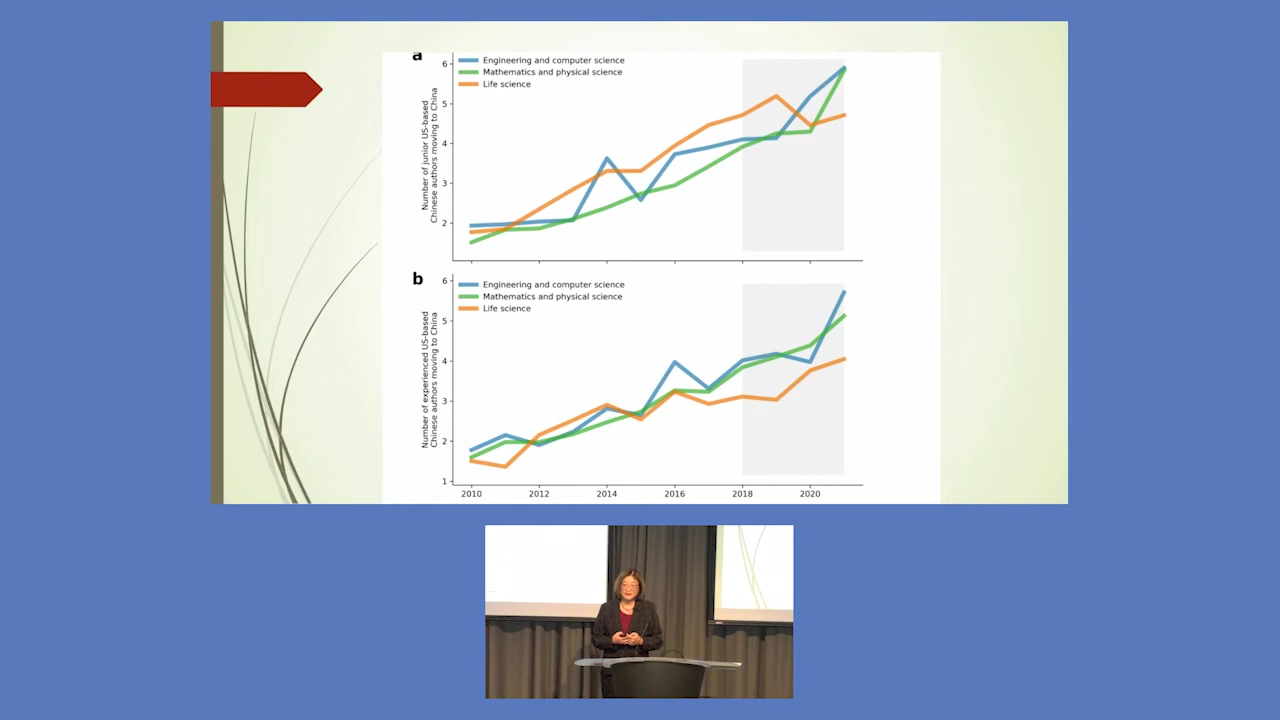 a
Engineering and computer science
Mathematics and physical science
Life science
Number of junior US-based
Chinese authors moving to China
6
5
4
3
2
b
Engineering and computer science
Mathematics and physical science
Life science
Number of experienced US-based
Chinese authors moving to China
6
5
4
3
2
1
2010 2012 2014 2016 2018 2020